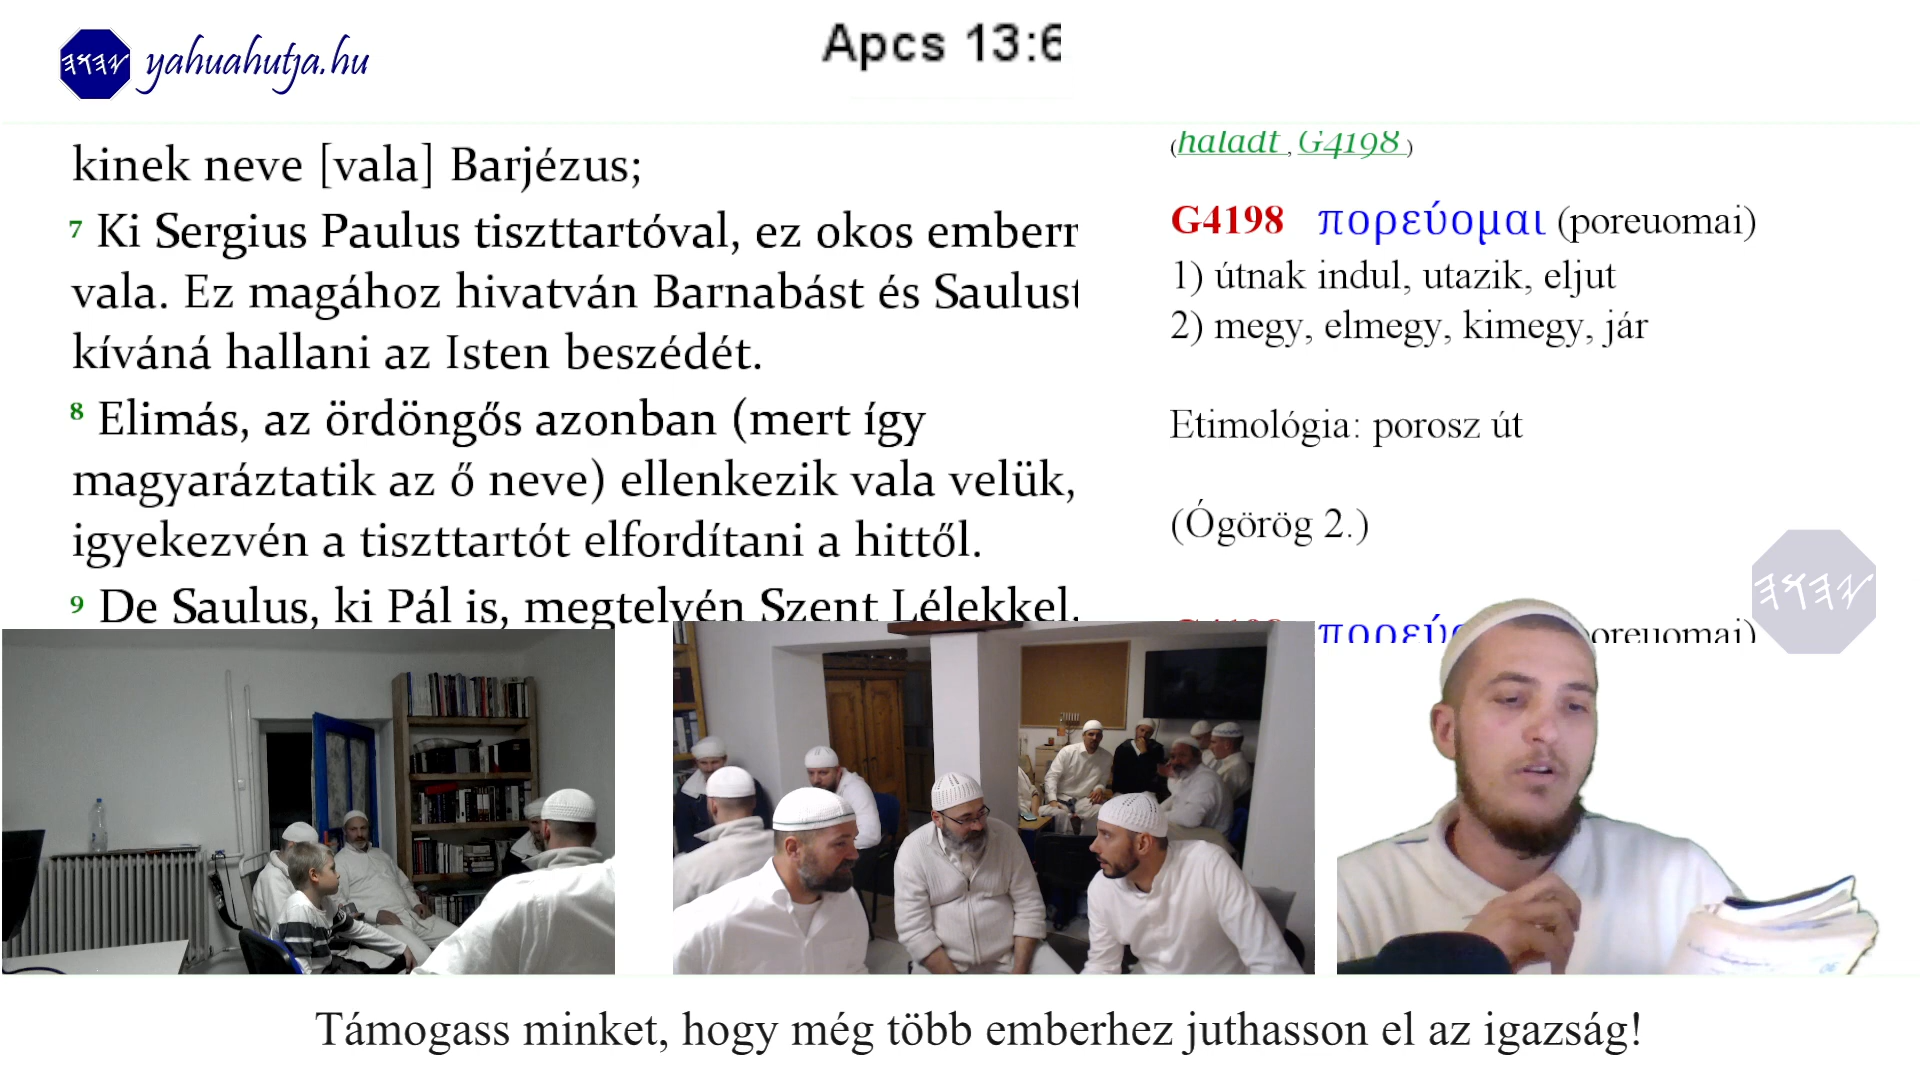 yahuahutja.hu
Apcs 13:6
kinek neve [vala] Barjézus;
7 Ki Sergius Paulus tiszttartóval, ez okos emberr
vala. Ez magához hivatván Barnabást és Saulust
kíváná hallani az Isten beszédét.
8 Elimás, az ördöngős azonban (mert így
magyaráztatik az ő neve) ellenkezik vala velük,
igyekezvén a tiszttartót elfordítani a hittől.
9 De Saulus, ki Pál is, megtelvén Szent Lélekkel,
(haladt, G4198)
G4198 πορεύομαι (poreuomai)
1) útnak indul, utazik, eljut
2) megy, elmegy, kimegy, jár
Etimológia: porosz út
(Ógörög 2.)
Támogass minket, hogy még több emberhez juthasson el az igazság!